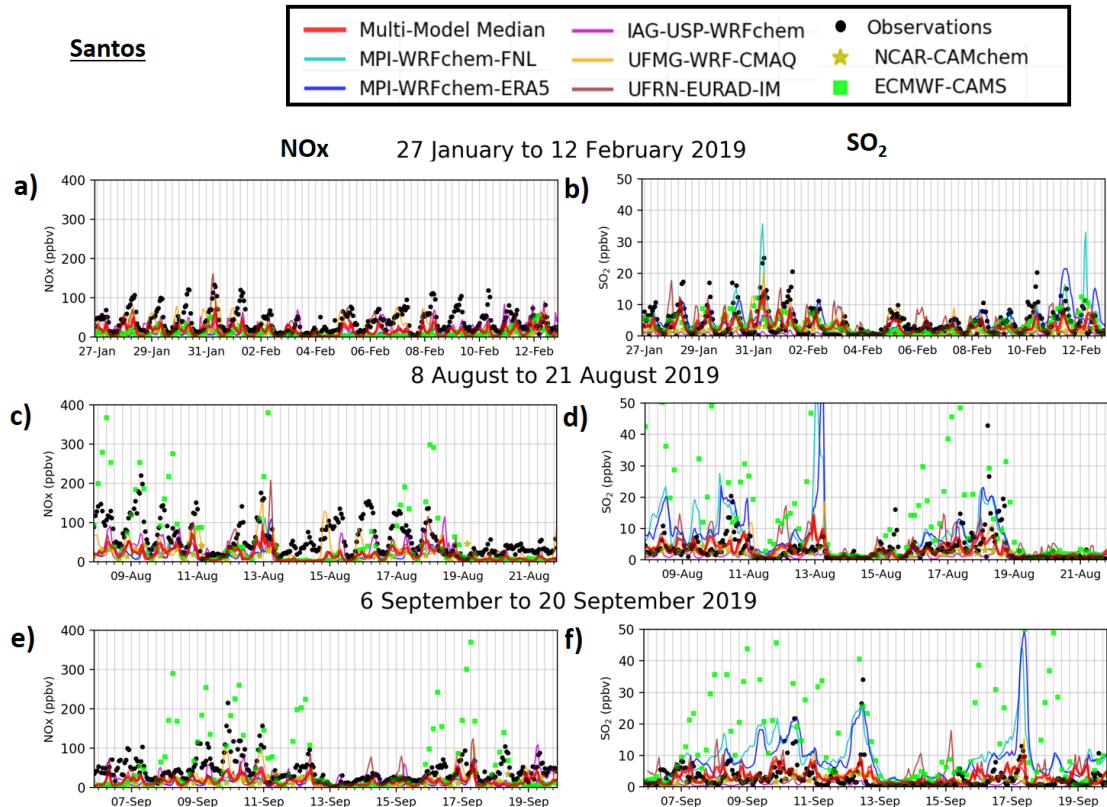 Santos
Multi-Model Median
IAG-USP-WRFchem
Observations
MPI-WRFchem-FNL
UFMG-WRF-CMAQ
NCAR-CAMchem
MPI-WRFchem-ERA5
UFRN-EURAD-IM
ECMWF-CAMS
NOx
27 January to 12 February 2019
SO₂
a)
400
300
200
100
0
NOx (ppbv)
27-Jan 29-Jan 31-Jan 02-Feb 04-Feb 06-Feb 08-Feb 10-Feb 12-Feb
b)
50
40
30
20
10
0
SO₂ (ppbv)
27-Jan 29-Jan 31-Jan 02-Feb 04-Feb 06-Feb 08-Feb 10-Feb 12-Feb
8 August to 21 August 2019
c)
400
300
200
100
0
NOx (ppbv)
09-Aug 11-Aug 13-Aug 15-Aug 17-Aug 19-Aug 21-Aug
d)
50
40
30
20
10
0
SO₂ (ppbv)
09-Aug 11-Aug 13-Aug 15-Aug 17-Aug 19-Aug 21-Aug
6 September to 20 September 2019
e)
400
300
200
100
0
NOx (ppbv)
07-Sep 09-Sep 11-Sep 13-Sep 15-Sep 17-Sep 19-Sep
f)
50
40
30
20
10
0
SO₂ (ppbv)
07-Sep 09-Sep 11-Sep 13-Sep 15-Sep 17-Sep 19-Sep